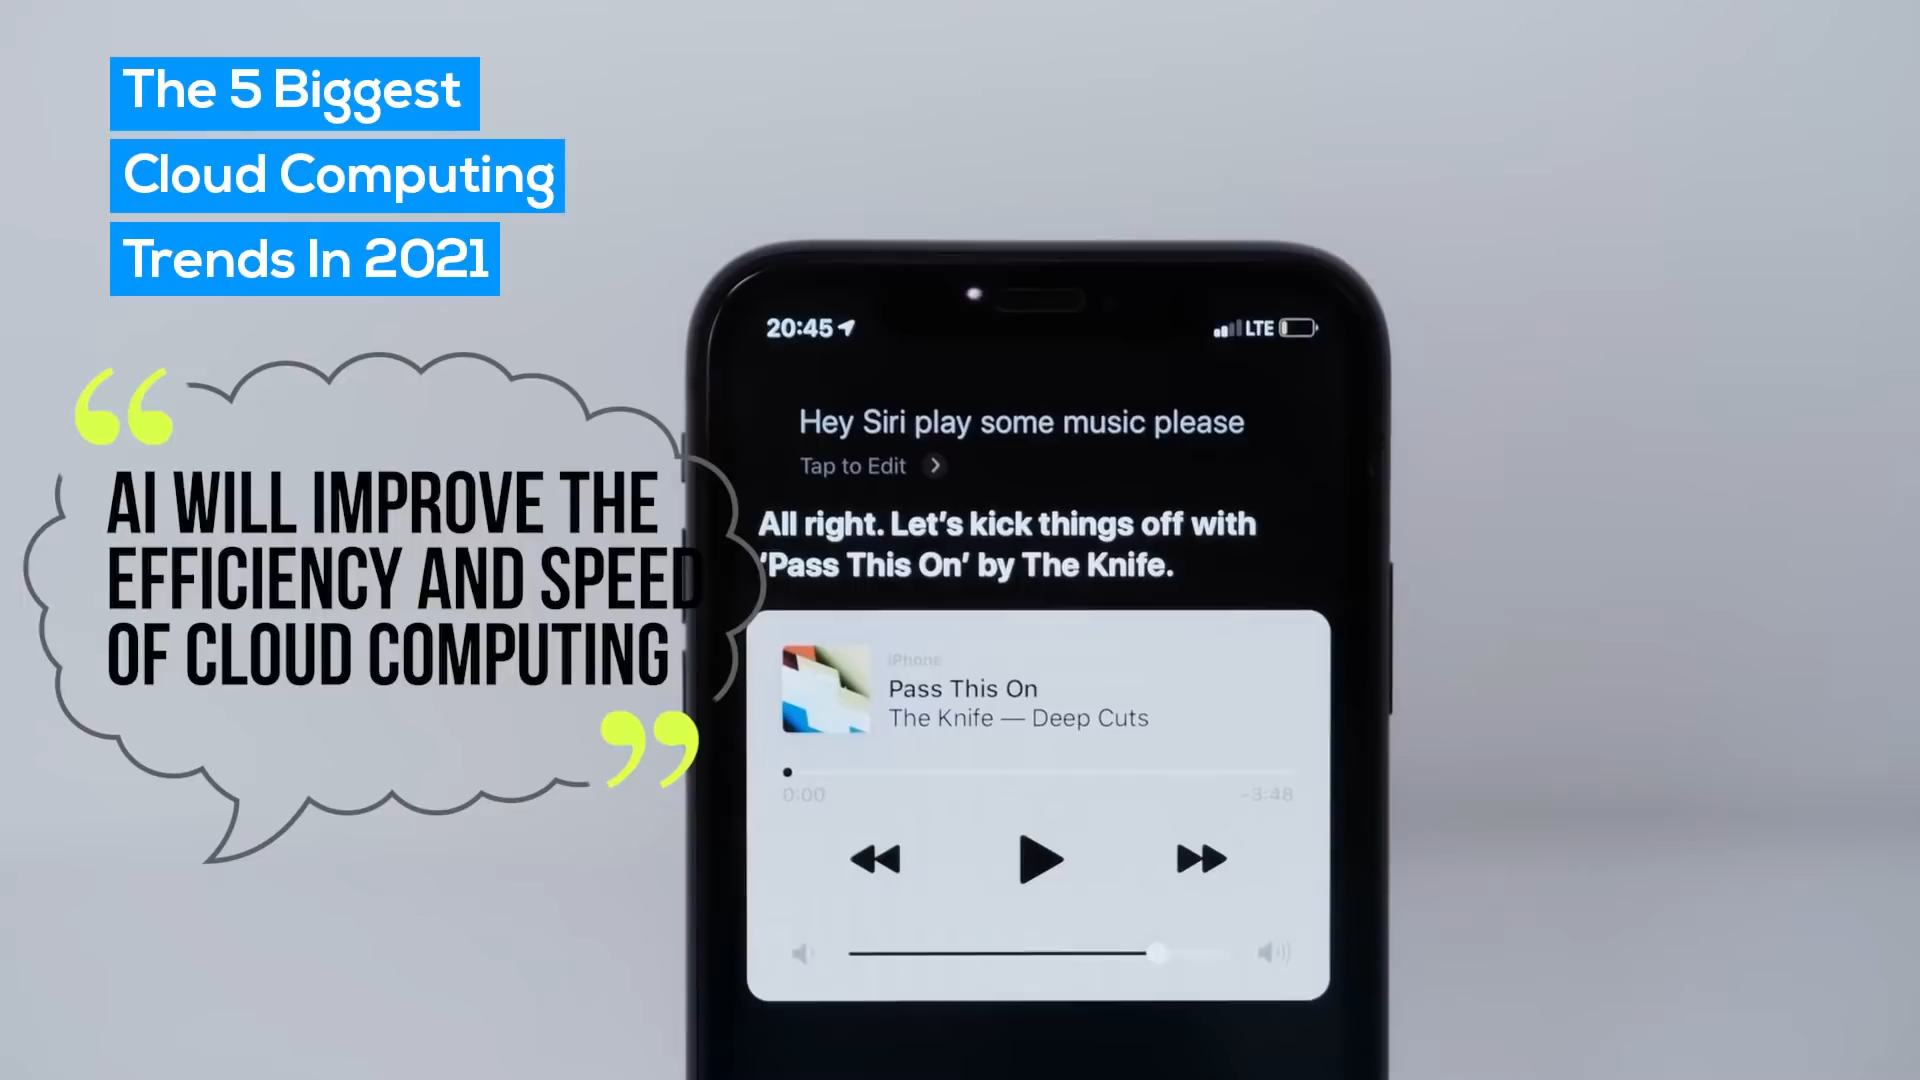 The 5 Biggest
Cloud Computing
Trends In 2021
“
AI WILL IMPROVE THE
EFFICIENCY AND SPEED
OF CLOUD COMPUTING
”
20:45
LTE
Hey Siri play some music please
Tap to Edit
All right. Let’s kick things off with
‘Pass This On’ by The Knife.
iPhone
Pass This On
The Knife — Deep Cuts
0:00
-3:48